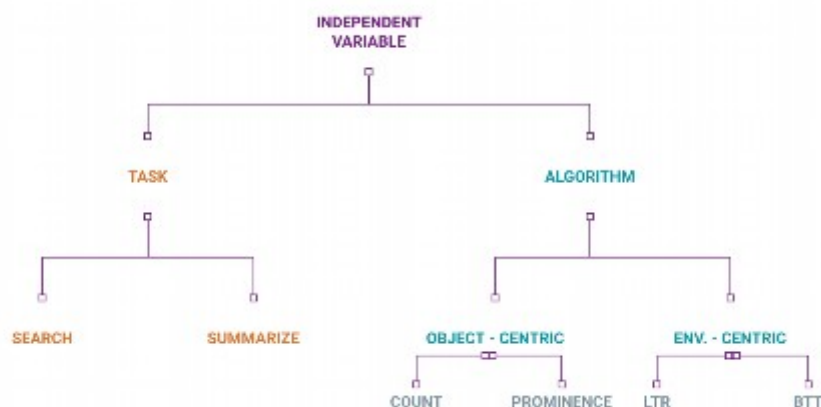 INDEPENDENT
VARIABLE
TASK
ALGORITHM
SEARCH
SUMMARIZE
OBJECT - CENTRIC
ENV. - CENTRIC
COUNT
PROMINENCE
LTR
BTT